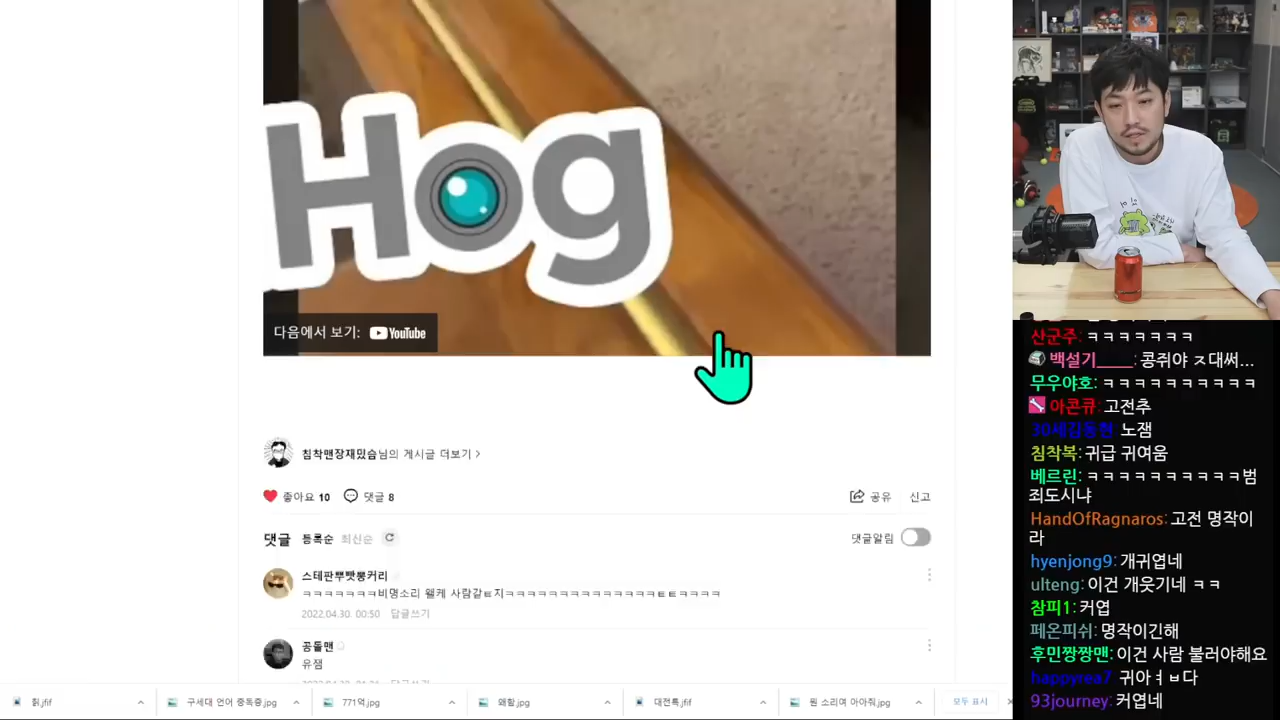 Hog
다음에서 보기: YouTube
침착맨장재밌슴님의 게시글 더보기 >
좋아요 10 댓글 8
공유 신고
댓글 등록순 최신순
댓글알림
스테판뿌빳뽕커리
ㅋㅋㅋㅋㅋㅋㅋ비명소리 웰케 사람같ㅌ지ㅋㅋㅋㅋㅋㅋㅋㅋㅋㅋㅋㅋㅋㅋㅌㅌㅋㅋㅋㅋ
2022.04.30. 00:50 답글쓰기
공돌맨
유잼
답글쓰기
칡.jfif
구세대 언어 중독증.jpg
771억.jpg
왜함.jpg
대전특.jfif
뭔 소리여 아아줘.jpg
모두 표시
산군주: ㅋㅋㅋㅋㅋㅋㅋ
백설기____: 콩쥐야 ㅈ대써...
무우야호: ㅋㅋㅋㅋㅋㅋㅋㅋㅋㅋ
아콘큐: 고전추
30세김동현: 노잼
침착복: 귀급 귀여움
베르린: ㅋㅋㅋㅋㅋㅋㅋㅋㅋㅋ범
죄도시냐
HandOfRagnaros: 고전 명작이
라
hyenjong9: 개귀엽네
ulteng: 이건 개웃기네 ㅋㅋ
참피1: 커엽
페온피쉬: 명작이긴해
후민짱짱맨: 이건 사람 불러야해요
happyrea7: 귀아ㅕㅂ다
93journey: 커엽네